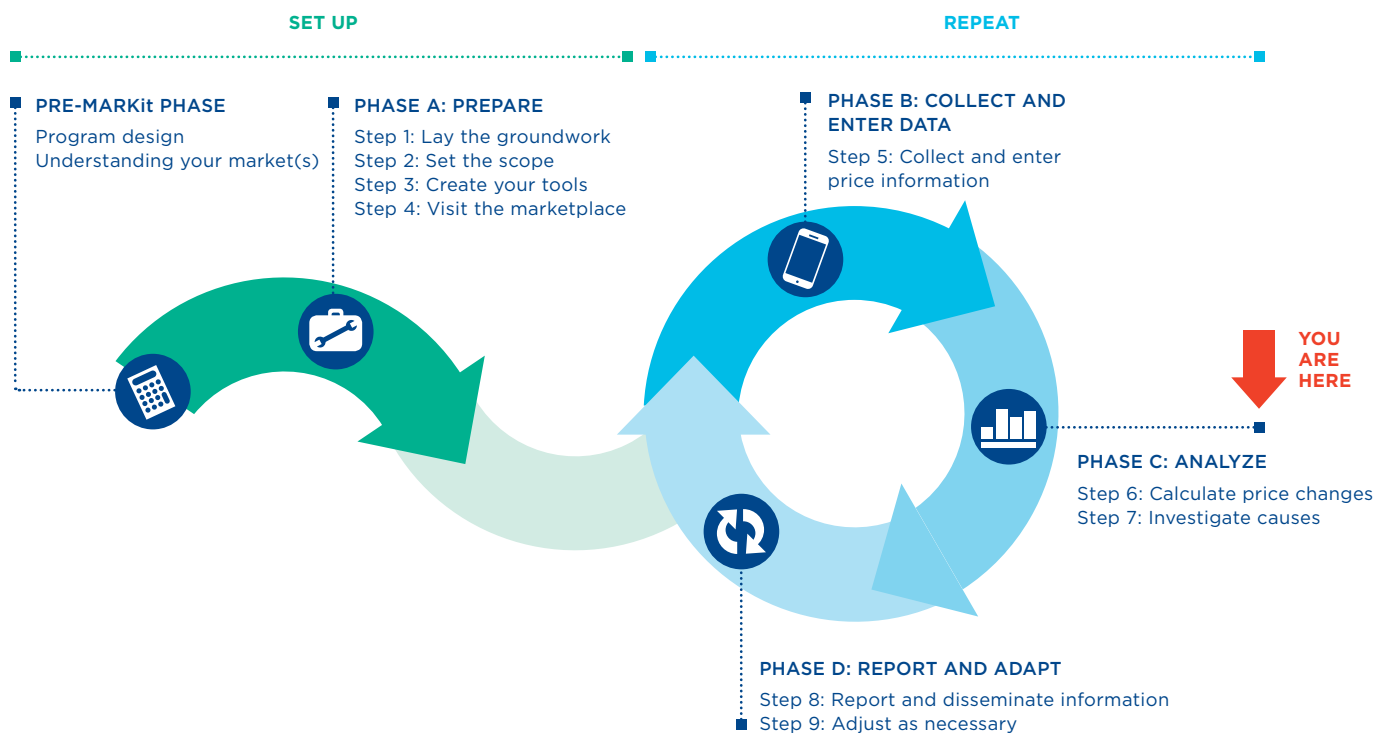 SET UP
REPEAT
PRE-MARKit PHASE
Program design
Understanding your market(s)
PHASE A: PREPARE
Step 1: Lay the groundwork
Step 2: Set the scope
Step 3: Create your tools
Step 4: Visit the marketplace
PHASE B: COLLECT AND
ENTER DATA
Step 5: Collect and enter
price information
YOU
ARE
HERE
PHASE C: ANALYZE
Step 6: Calculate price changes
Step 7: Investigate causes
PHASE D: REPORT AND ADAPT
Step 8: Report and disseminate information
Step 9: Adjust as necessary